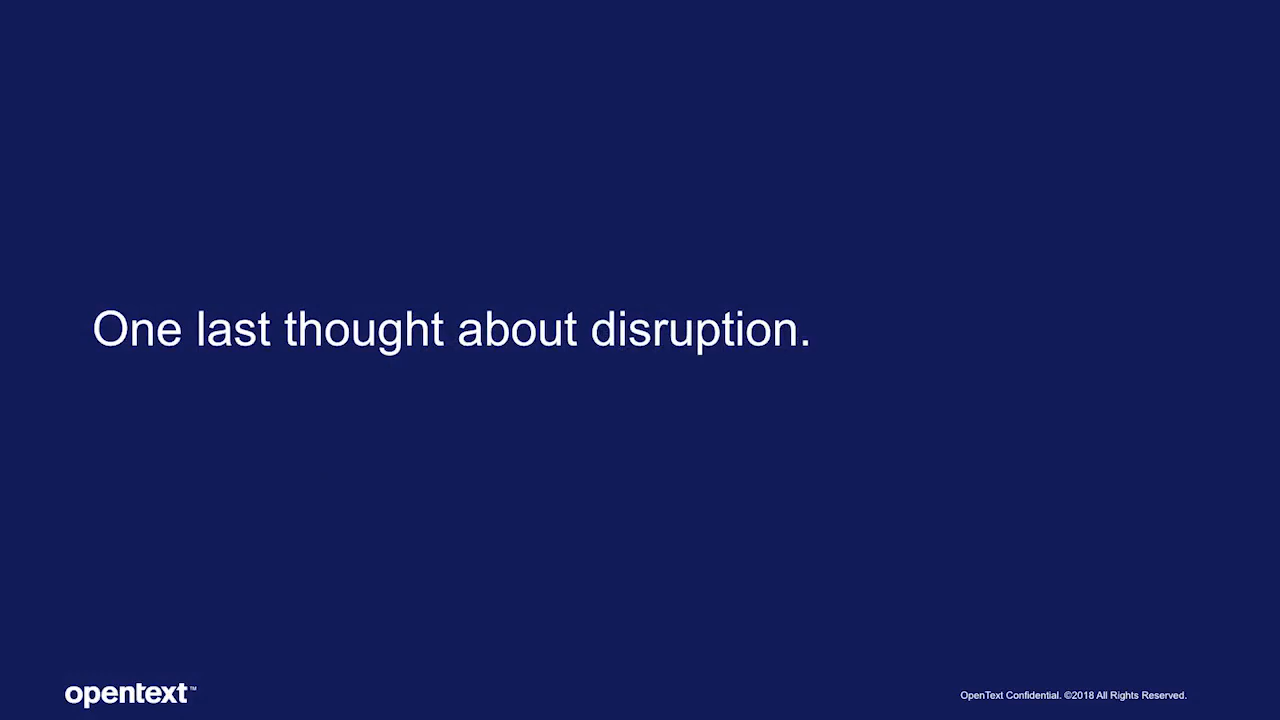 One last thought about disruption.
opentext™
OpenText Confidential. ©2018 All Rights Reserved.